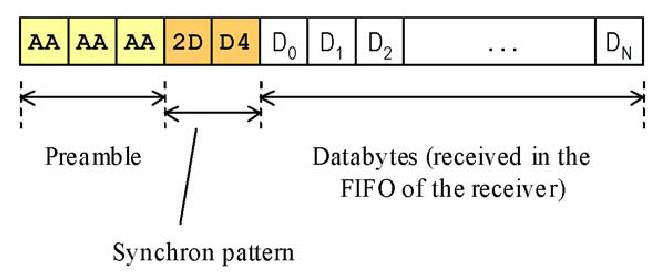 AA AA AA 2D D4 D0 D1 D2 ... DN
Preamble
Databytes (received in the
FIFO of the receiver)
Synchron pattern